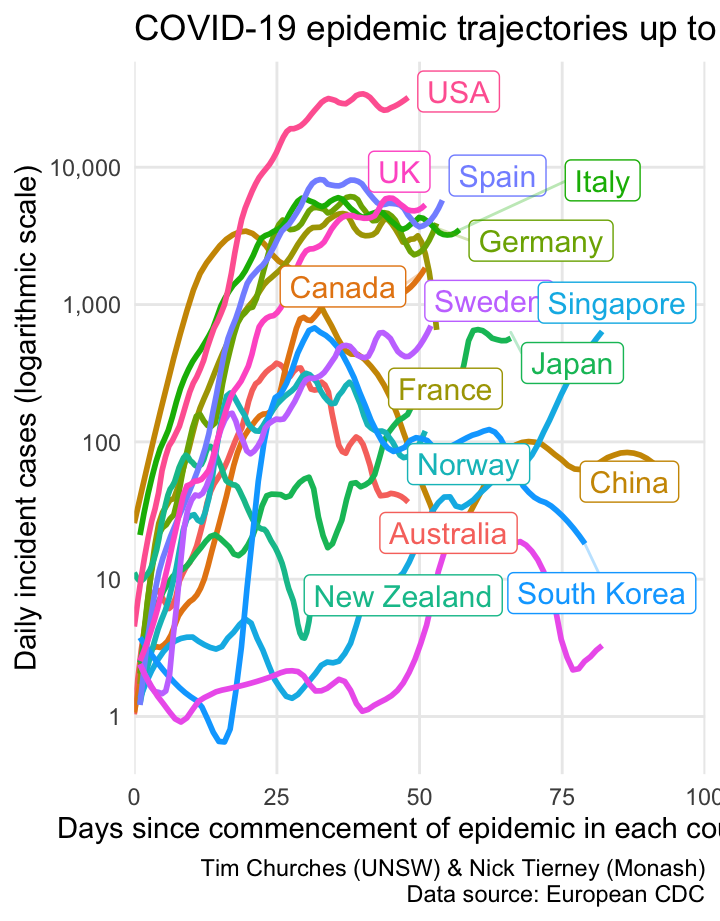 COVID-19 epidemic trajectories up to
Daily incident cases (logarithmic scale)
10,000
1,000
100
10
1
USA
UK
Spain
Italy
Germany
Canada
Sweden
Singapore
Japan
France
Norway
China
Australia
New Zealand
South Korea
0
25
50
75
100
Days since commencement of epidemic in each cou
Tim Churches (UNSW) & Nick Tierney (Monash)
Data source: European CDC